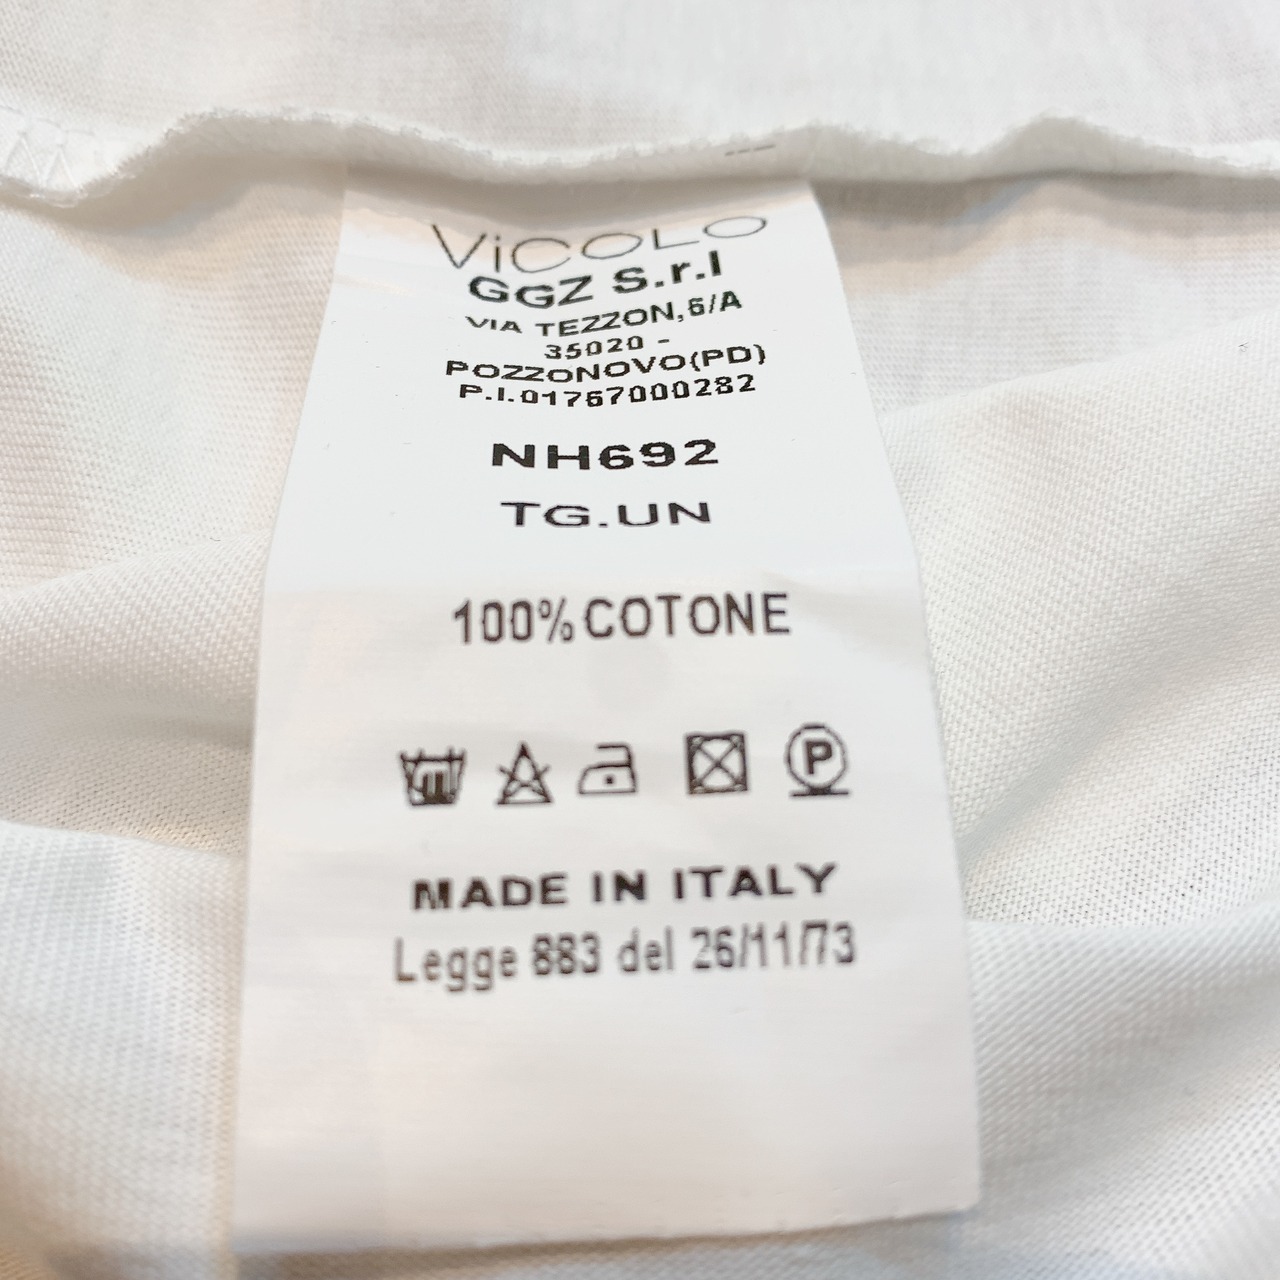 ViCOLO
GGZ S.r.l
VIA TEZZON,6/A
35020 -
POZZONOVO(PD)
P.I.01767000282
NH692
TG.UN
100%COTONE
P
MADE IN ITALY
Legge 883 del 26/11/73